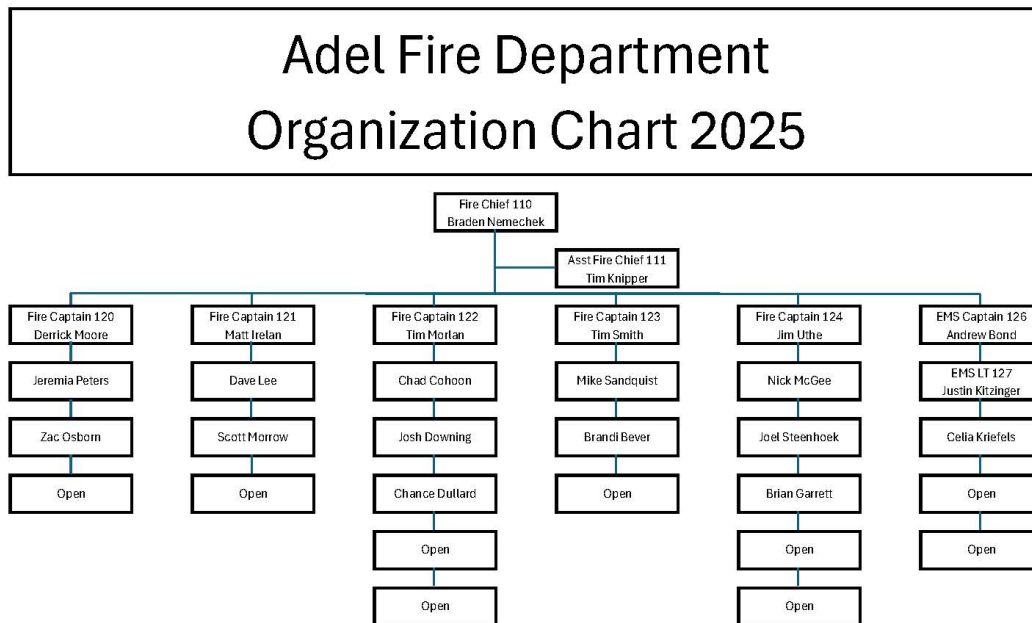 Adel Fire Department
Organization Chart 2025
Fire Chief 110
Braden Nemechek
Asst Fire Chief 111
Tim Knipper
Fire Captain 120
Derrick Moore
Jeremia Peters
Zac Osborn
Open
Fire Captain 121
Matt Irelan
Dave Lee
Scott Morrow
Open
Fire Captain 122
Tim Morlan
Chad Cohoon
Josh Downing
Chance Dullard
Open
Open
Fire Captain 123
Tim Smith
Mike Sandquist
Brandi Bever
Open
Fire Captain 124
Jim Uthe
Nick McGee
Joel Steenhoek
Brian Garrett
Open
Open
EMS Captain 126
Andrew Bond
EMS LT 127
Justin Kitzinger
Celia Kriefels
Open
Open